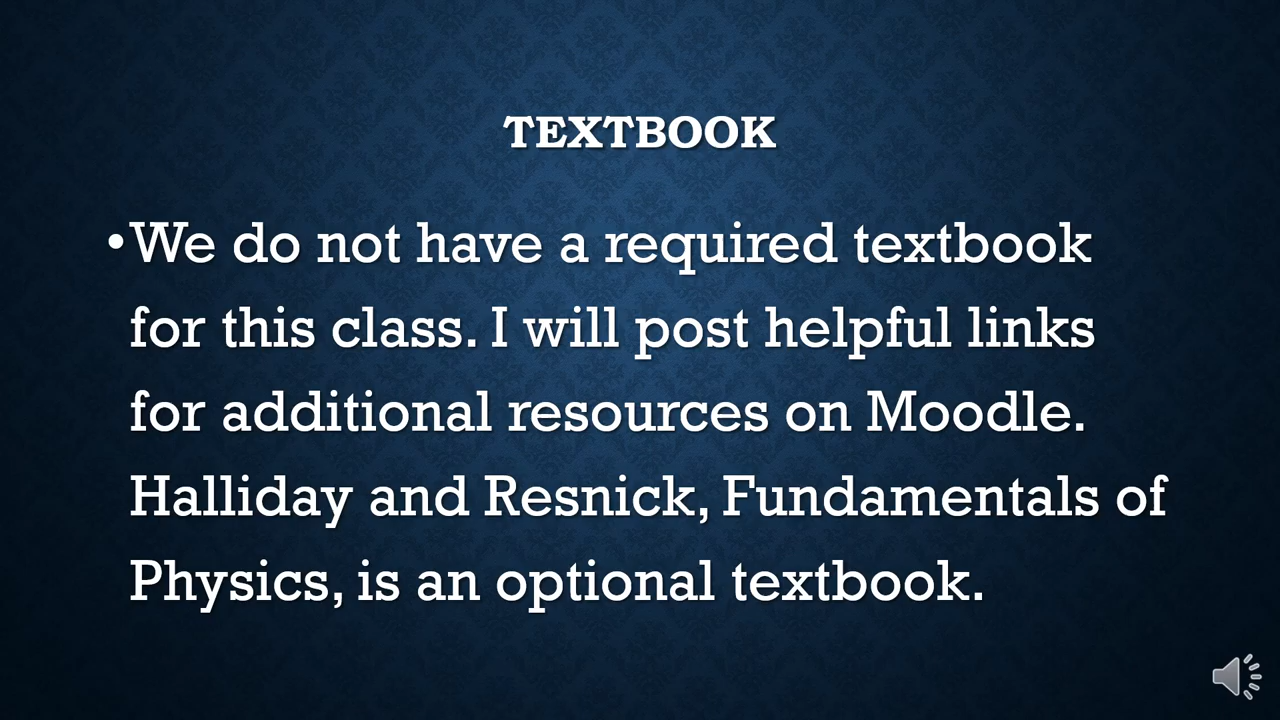 TEXTBOOK
•We do not have a required textbook
for this class. I will post helpful links
for additional resources on Moodle.
Halliday and Resnick, Fundamentals of
Physics, is an optional textbook.